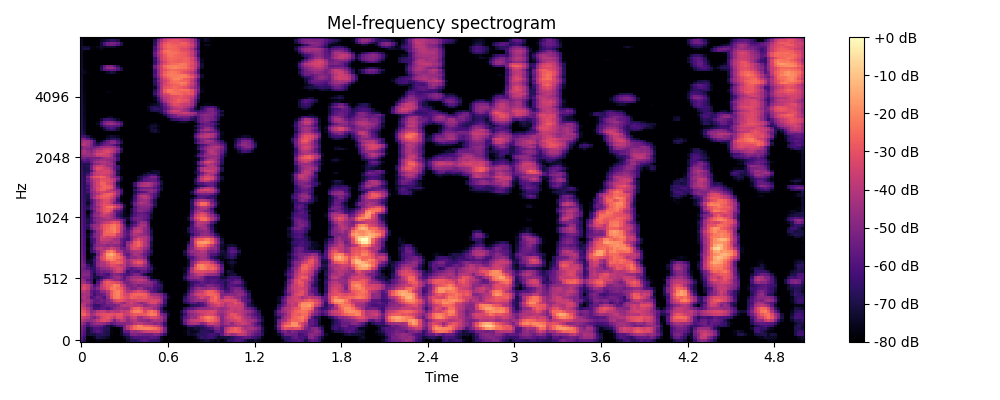 Mel-frequency spectrogram
+0 dB
-10 dB
-20 dB
-30 dB
-40 dB
-50 dB
-60 dB
-70 dB
-80 dB
Hz
4096
2048
1024
512
0
0 0.6 1.2 1.8 2.4 3 3.6 4.2 4.8
Time